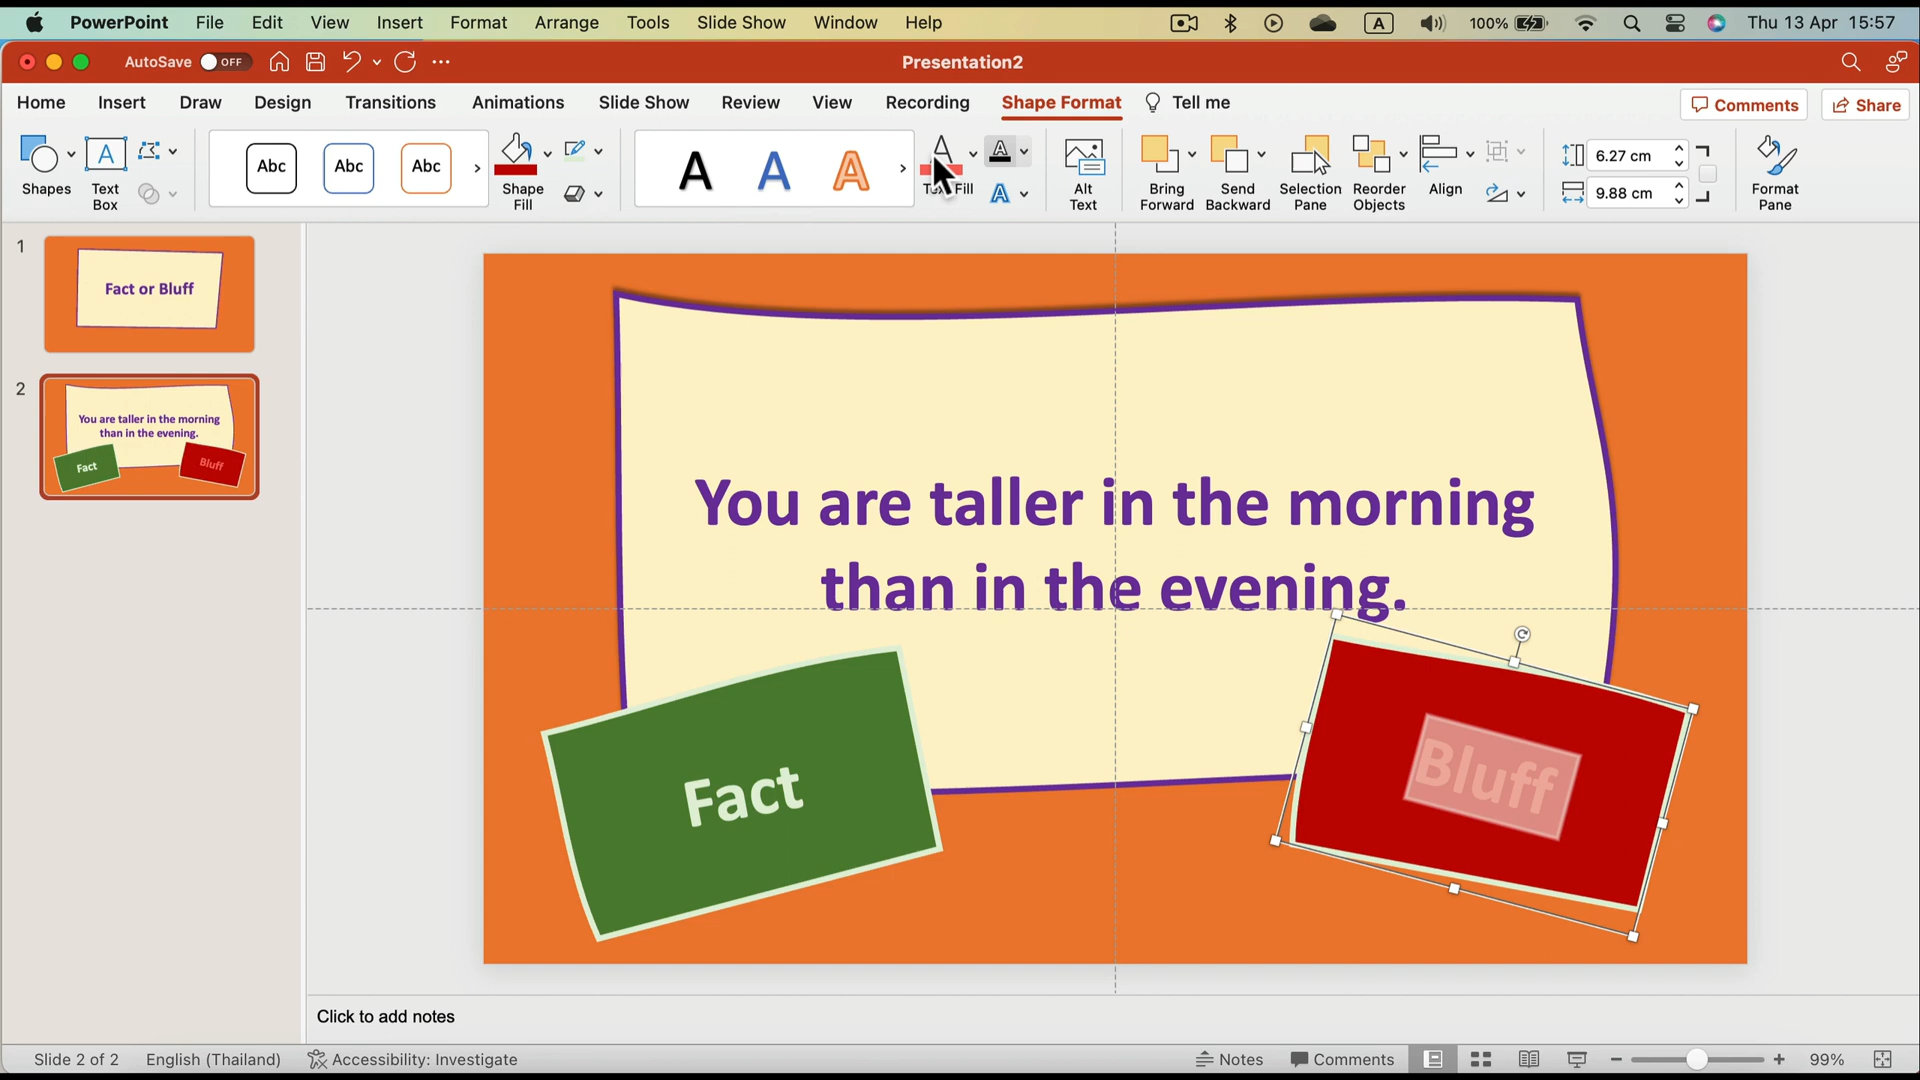 PowerPoint File Edit View Insert Format Arrange Tools Slide Show Window Help A 100% Thu 13 Apr 15:57
AutoSave OFF Presentation2
Home Insert Draw Design Transitions Animations Slide Show Review View Recording Shape Format Tell me Comments Share
Shapes
Text Box
Abc Abc Abc
Shape Fill
A A A
Fill
Alt Text
Bring Forward
Send Backward
Selection Pane
Reorder Objects
Align
6.27 cm
9.88 cm
Format Pane
1
Fact or Bluff
2
You are taller in the morning
than in the evening.
Fact
Bluff
You are taller in the morning
than in the evening.
Fact
Bluff
Click to add notes
Slide 2 of 2 English (Thailand) Accessibility: Investigate Notes Comments 99%